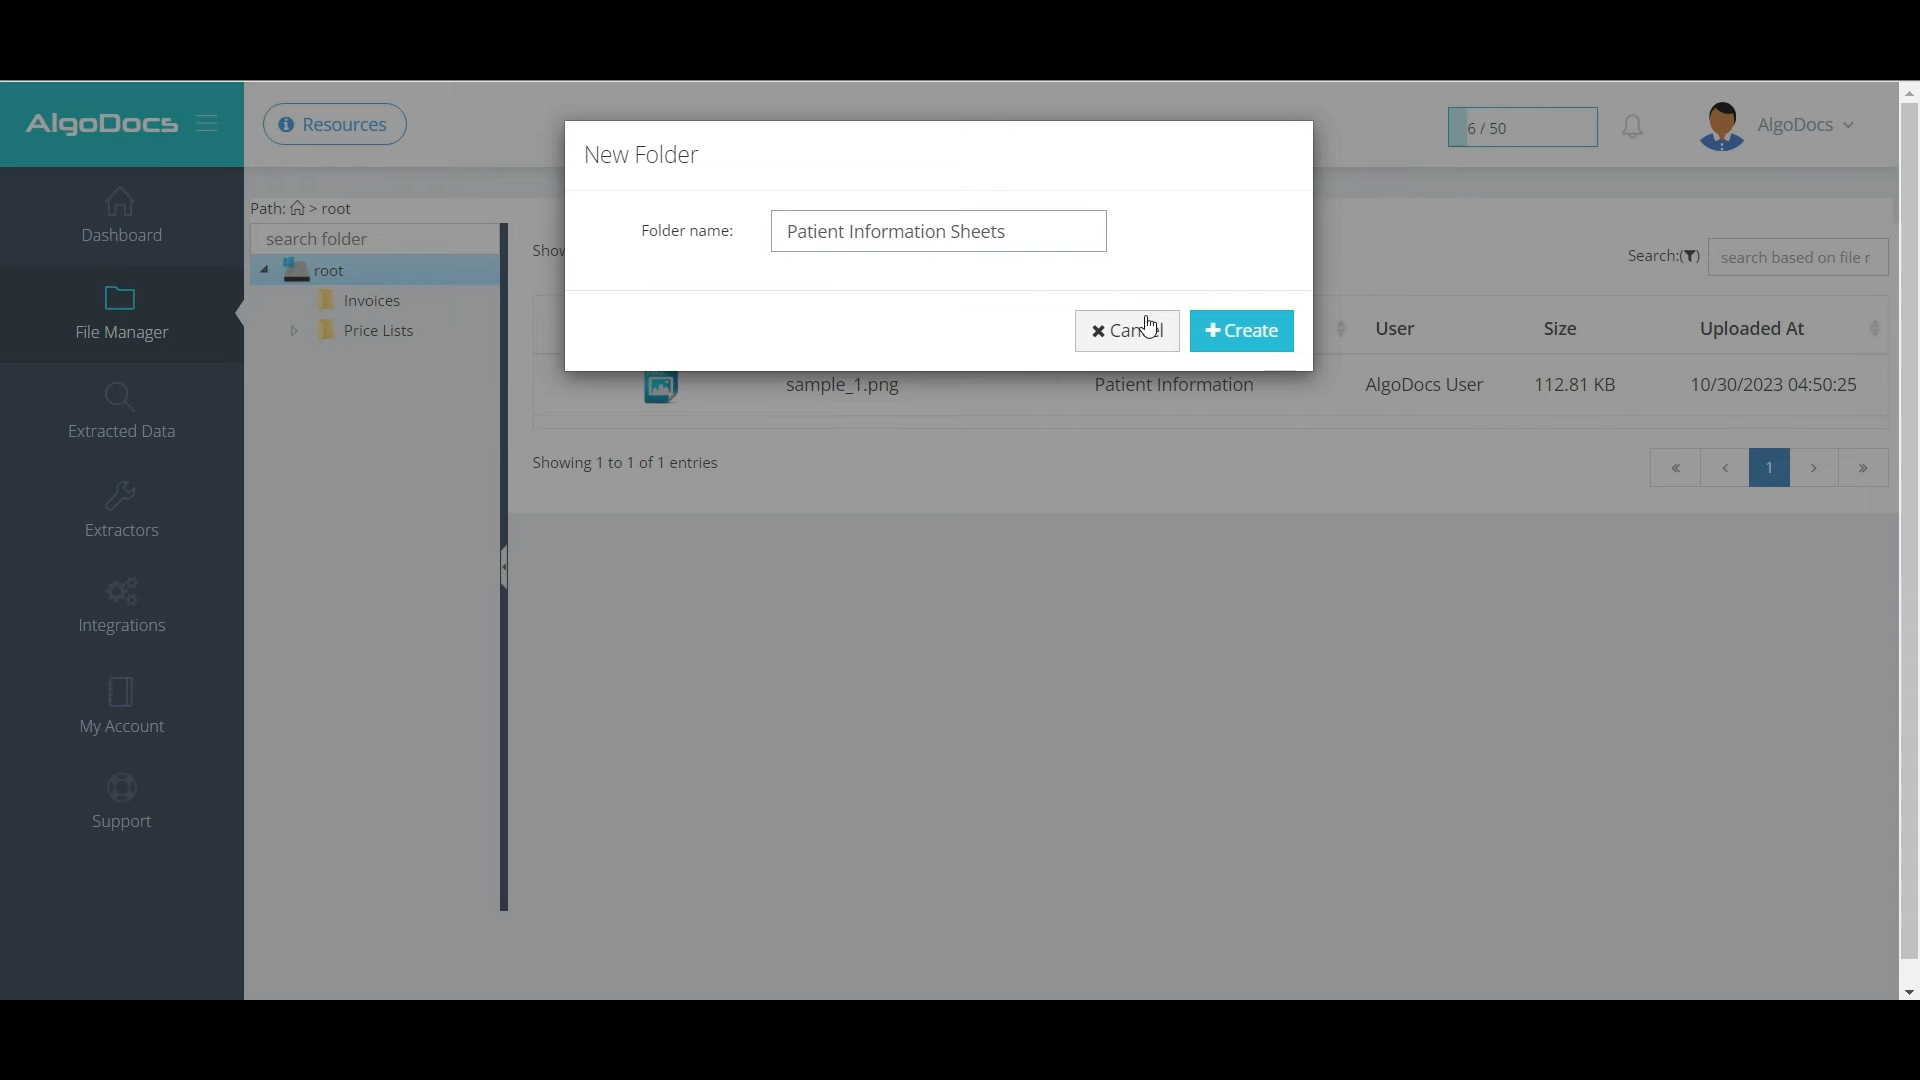 AlgoDocs
Resources
6 / 50
AlgoDocs
New Folder
Folder name:
Patient Information Sheets
Cancel
Create
Dashboard
File Manager
Extracted Data
Extractors
Integrations
My Account
Support
Path: > root
search folder
root
Invoices
Price Lists
Search:
search based on file r
User
Size
Uploaded At
sample_1.png
Patient Information
AlgoDocs User
112.81 KB
10/30/2023 04:50:25
Showing 1 to 1 of 1 entries
« ‹ 1 › »